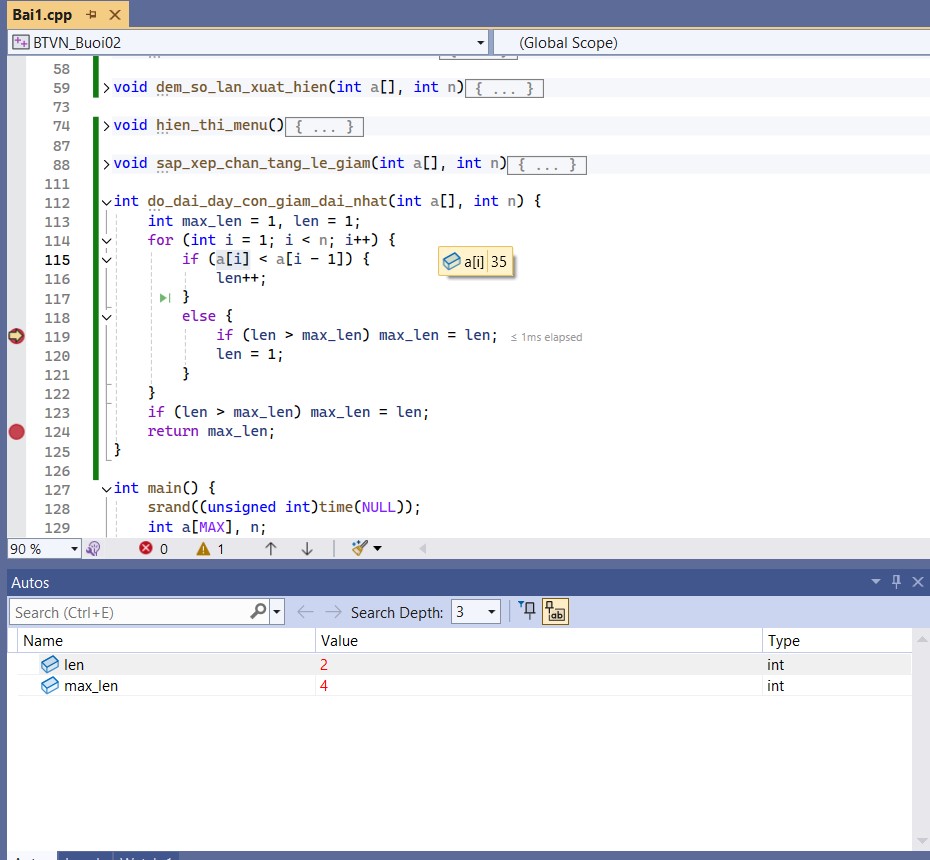 Bai1.cpp
BTVN_Buoi02 (Global Scope)
58
59 void dem_so_lan_xuat_hien(int a[], int n){ ... }
73
74 void hien_thi_menu(){ ... }
87
88 void sap_xep_chan_tang_le_giam(int a[], int n){ ... }
111
112 int do_dai_day_con_giam_dai_nhat(int a[], int n) {
113 int max_len = 1, len = 1;
114 for (int i = 1; i < n; i++) {
115 if (a[i] < a[i - 1]) { a[i] 35
116 len++;
117 }
118 else {
119 if (len > max_len) max_len = len; ≤ 1ms elapsed
120 len = 1;
121 }
122 }
123 if (len > max_len) max_len = len;
124 return max_len;
125 }
126
127 int main() {
128 srand((unsigned int)time(NULL));
129 int a[MAX], n;
90 % 0 1
Autos
Search (Ctrl+E) Search Depth: 3
Name Value Type
len 2 int
max_len 4 int